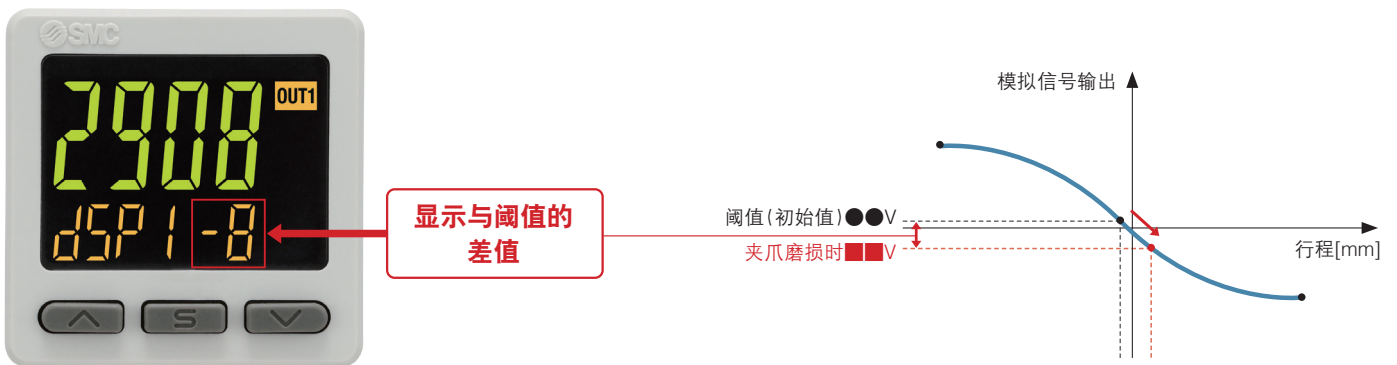 SMC
2908
OUT1
dSP1 -8
S
显示与阈值的
差值
模拟信号输出
阈值(初始值)●●V
夹爪磨损时■■V
行程[mm]